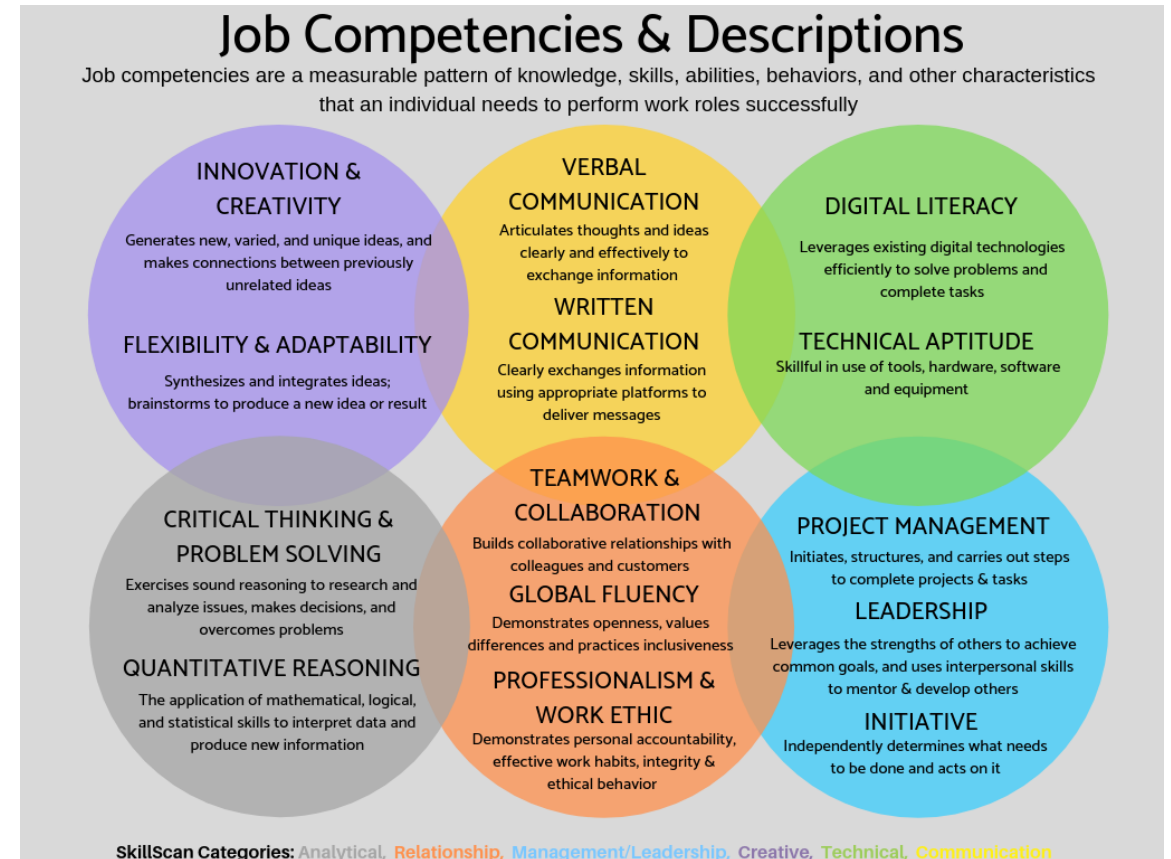 Job Competencies & Descriptions
Job competencies are a measurable pattern of knowledge, skills, abilities, behaviors, and other characteristics
that an individual needs to perform work roles successfully
INNOVATION &
CREATIVITY
Generates new, varied, and unique ideas, and
makes connections between previously
unrelated ideas
FLEXIBILITY & ADAPTABILITY
Synthesizes and integrates ideas;
brainstorms to produce a new idea or result
VERBAL
COMMUNICATION
Articulates thoughts and ideas
clearly and effectively to
exchange information
WRITTEN
COMMUNICATION
Clearly exchanges information
using appropriate platforms to
deliver messages
DIGITAL LITERACY
Leverages existing digital technologies
efficiently to solve problems and
complete tasks
TECHNICAL APTITUDE
Skillful in use of tools, hardware, software
and equipment
CRITICAL THINKING &
PROBLEM SOLVING
Exercises sound reasoning to research and
analyze issues, makes decisions, and
overcomes problems
QUANTITATIVE REASONING
The application of mathematical, logical,
and statistical skills to interpret data and
produce new information
TEAMWORK &
COLLABORATION
Builds collaborative relationships with
colleagues and customers
GLOBAL FLUENCY
Demonstrates openness, values
differences and practices inclusiveness
PROFESSIONALISM &
WORK ETHIC
Demonstrates personal accountability,
effective work habits, integrity &
ethical behavior
PROJECT MANAGEMENT
Initiates, structures, and carries out steps
to complete projects & tasks
LEADERSHIP
Leverages the strengths of others to achieve
common goals, and uses interpersonal skills
to mentor & develop others
INITIATIVE
Independently determines what needs
to be done and acts on it
SkillScan Categories: Analytical, Relationship, Management/Leadership, Creative, Technical, Communication